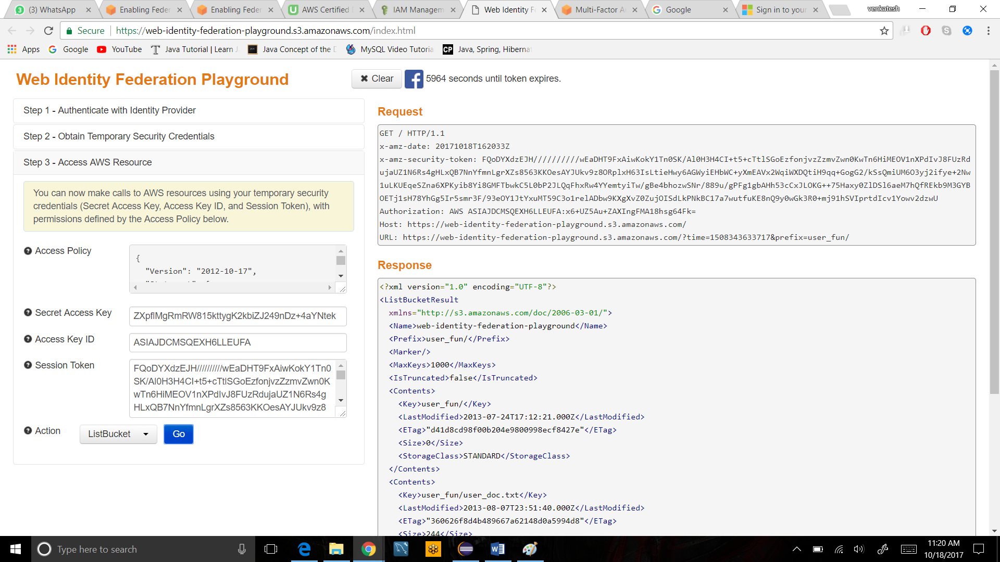 (3) WhatsApp
Enabling Feder
Enabling Feder
AWS Certified
IAM Managem
Web Identity F
Multi-Factor A
Google
Sign in to your
venkatesh
Secure
https://web-identity-federation-playground.s3.amazonaws.com/index.html
Apps
Google
YouTube
Java Tutorial | Learn J
Java Concept of the D
MySQL Video Tutoria
CP
Java, Spring, Hibernat
Web Identity Federation Playground
Clear
5964 seconds until token expires.
Step 1 - Authenticate with Identity Provider
Step 2 - Obtain Temporary Security Credentials
Step 3 - Access AWS Resource
You can now make calls to AWS resources using your temporary security
credentials (Secret Access Key, Access Key ID, and Session Token), with
permissions defined by the Access Policy below.
Access Policy
{
"Version": "2012-10-17",
Secret Access Key
ZXpflMgRmRW815kttygK2kbiZJ249nDz+4aYNtek
Access Key ID
ASIAJDCMSQEXH6LLEUFA
Session Token
FQoDYXdzEJH//////////wEaDHT9FxAiwKokY1Tn0
SK/Al0H3H4CI+t5+cTtlSGoEzfonjvzZzmvZwn0K
wTn6HiMEOV1nXPdIvJ8FUzRdujaUZ1N6Rs4g
HLxQB7NnYfmnLgrXZs8563KKOesAYJUkv9z8
Action
ListBucket
Go
Request
GET / HTTP/1.1
x-amz-date: 20171018T162033Z
x-amz-security-token: FQoDYXdzEJH//////////wEaDHT9FxAiwKokY1Tn0SK/Al0H3H4CI+t5+cTtlSGoEzfonjvzZzmvZwn0KwTn6HiMEOV1nXPdIvJ8FUzRd
ujaUZ1N6Rs4gHLxQB7NnYfmnLgrXZs8563KKOesAYJUkv9z8ORplxH63IsLtieHwy6AGWyiEHbWC+yXmEAVx2WqiWXDQtiH9qq+GogG2/kSsQmiUM6O3yj2ifye+2Nw
1uLKUEqeSZna6XPKyib8Yi8GMFTbwkC5L0bP2JLQqFhxRw4YYemtyiTw/gBe4bhozwSNr/889u/gPFg1gbAHh53cCxJLOKG++75Haxy0ZlDSl6aeM7hQfREkb9M3GYB
OETj1sH78YhGg5Ir5smr3F/93eOY1JtYxuMT59C3o1relADbw9KXgXvZ0ZujOISdLkPNkBC17a7wutfuKE8nQ9y0wGk3R0+mj91hSVIprtdIcv1Yowv2dzwU
Authorization: AWS ASIAJDCMSQEXH6LLEUFA:x6+UZ5Au+ZAXIngFMA18hsg64Fk=
Host: https://web-identity-federation-playground.s3.amazonaws.com/
URL: https://web-identity-federation-playground.s3.amazonaws.com/?time=1508343633717&prefix=user_fun/
Response
<?xml version="1.0" encoding="UTF-8"?>
<ListBucketResult
xmlns="http://s3.amazonaws.com/doc/2006-03-01/">
<Name>web-identity-federation-playground</Name>
<Prefix>user_fun/</Prefix>
<Marker/>
<MaxKeys>1000</MaxKeys>
<IsTruncated>false</IsTruncated>
<Contents>
<Key>user_fun/</Key>
<LastModified>2013-07-24T17:12:21.000Z</LastModified>
<ETag>"d41d8cd98f00b204e9800998ecf8427e"</ETag>
<Size>0</Size>
<StorageClass>STANDARD</StorageClass>
</Contents>
<Contents>
<Key>user_fun/user_doc.txt</Key>
<LastModified>2013-08-07T23:51:40.000Z</LastModified>
<ETag>"360626f8d4b489667a62148d0a5994d8"</ETag>
<Size>244</Size>
Type here to search
11:20 AM
10/18/2017